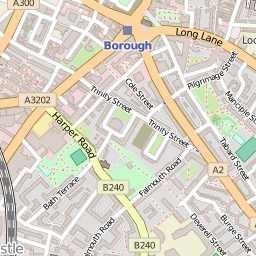 A300
Borough
Long Lane
Loc
Cole Street
Pilgrimage Street
Trinity Street
A3202
Manciple Street
Harper Road
Trinity Street
Tabard Street
A2
Falmouth Road
B240
Bath Terrace
Falmouth Road
Deverell Street
Burge Street
B240
stle